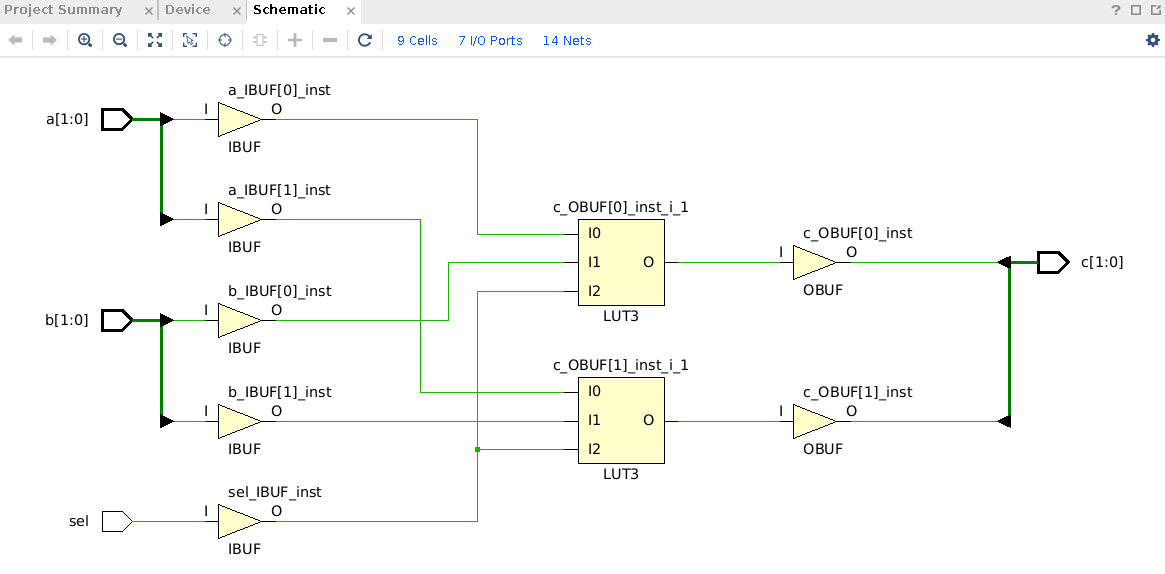 Project Summary × Device × Schematic ×
9 Cells 7 I/O Ports 14 Nets
a[1:0]
a_IBUF[0]_inst
I O
IBUF
a_IBUF[1]_inst
I O
IBUF
b[1:0]
b_IBUF[0]_inst
I O
IBUF
b_IBUF[1]_inst
I O
IBUF
sel
sel_IBUF_inst
I O
IBUF
c_OBUF[0]_inst_i_1
I0
I1 O
I2
LUT3
c_OBUF[1]_inst_i_1
I0
I1 O
I2
LUT3
c_OBUF[0]_inst
I O
OBUF
c_OBUF[1]_inst
I O
OBUF
c[1:0]